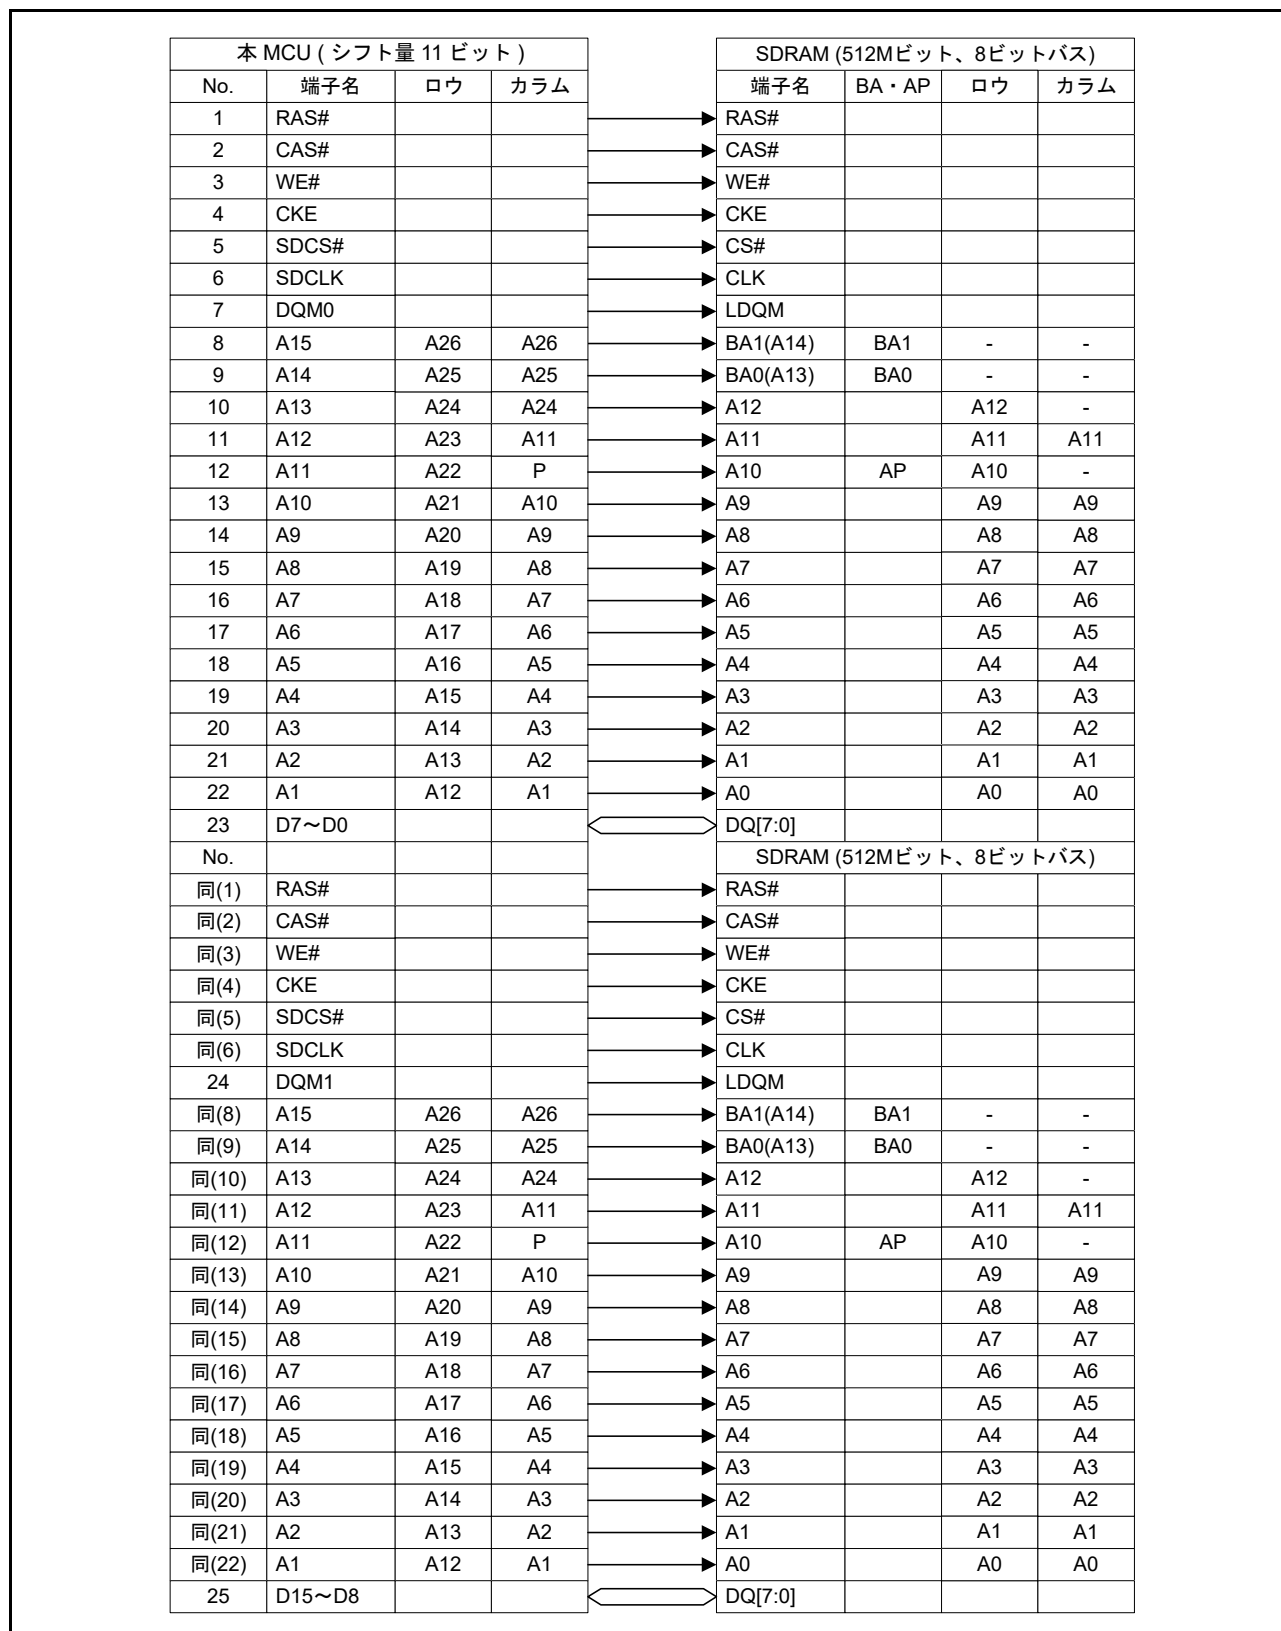 本 MCU ( シフト量 11 ビット ) SDRAM (512Mビット、8ビットバス)
No. 端子名 ロウ カラム 端子名 BA・AP ロウ カラム
1 RAS# RAS#
2 CAS# CAS#
3 WE# WE#
4 CKE CKE
5 SDCS# CS#
6 SDCLK CLK
7 DQM0 LDQM
8 A15 A26 A26 BA1(A14) BA1 - -
9 A14 A25 A25 BA0(A13) BA0 - -
10 A13 A24 A24 A12 A12 -
11 A12 A23 A11 A11 A11 A11
12 A11 A22 P A10 AP A10 -
13 A10 A21 A10 A9 A9 A9
14 A9 A20 A9 A8 A8 A8
15 A8 A19 A8 A7 A7 A7
16 A7 A18 A7 A6 A6 A6
17 A6 A17 A6 A5 A5 A5
18 A5 A16 A5 A4 A4 A4
19 A4 A15 A4 A3 A3 A3
20 A3 A14 A3 A2 A2 A2
21 A2 A13 A2 A1 A1 A1
22 A1 A12 A1 A0 A0 A0
23 D7～D0 DQ[7:0]
No. SDRAM (512Mビット、8ビットバス)
同(1) RAS# RAS#
同(2) CAS# CAS#
同(3) WE# WE#
同(4) CKE CKE
同(5) SDCS# CS#
同(6) SDCLK CLK
24 DQM1 LDQM
同(8) A15 A26 A26 BA1(A14) BA1 - -
同(9) A14 A25 A25 BA0(A13) BA0 - -
同(10) A13 A24 A24 A12 A12 -
同(11) A12 A23 A11 A11 A11 A11
同(12) A11 A22 P A10 AP A10 -
同(13) A10 A21 A10 A9 A9 A9
同(14) A9 A20 A9 A8 A8 A8
同(15) A8 A19 A8 A7 A7 A7
同(16) A7 A18 A7 A6 A6 A6
同(17) A6 A17 A6 A5 A5 A5
同(18) A5 A16 A5 A4 A4 A4
同(19) A4 A15 A4 A3 A3 A3
同(20) A3 A14 A3 A2 A2 A2
同(21) A2 A13 A2 A1 A1 A1
同(22) A1 A12 A1 A0 A0 A0
25 D15～D8 DQ[7:0]